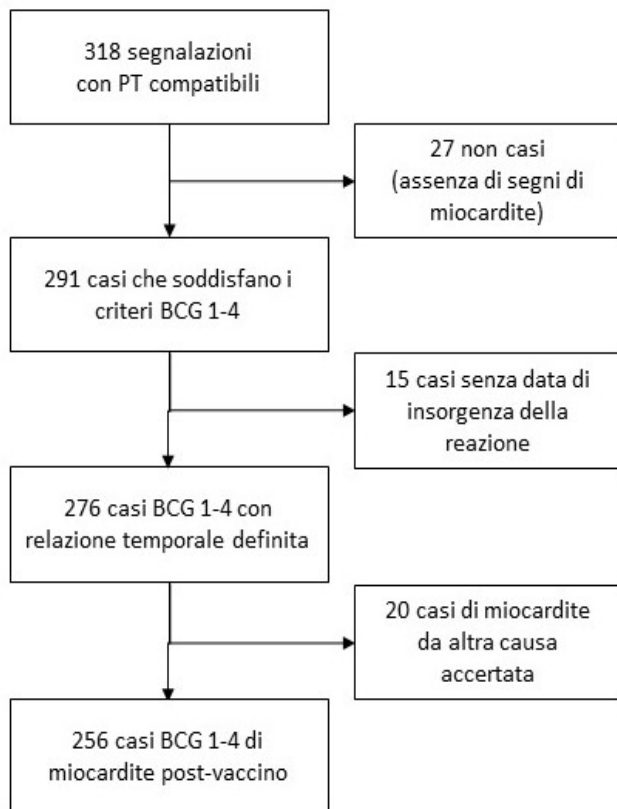 318 segnalazioni
con PT compatibili
27 non casi
(assenza di segni di
miocardite)
291 casi che soddisfano i
criteri BCG 1-4
15 casi senza data di
insorgenza della
reazione
276 casi BCG 1-4 con
relazione temporale definita
20 casi di miocardite
da altra causa
accertata
256 casi BCG 1-4 di
miocardite post-vaccino